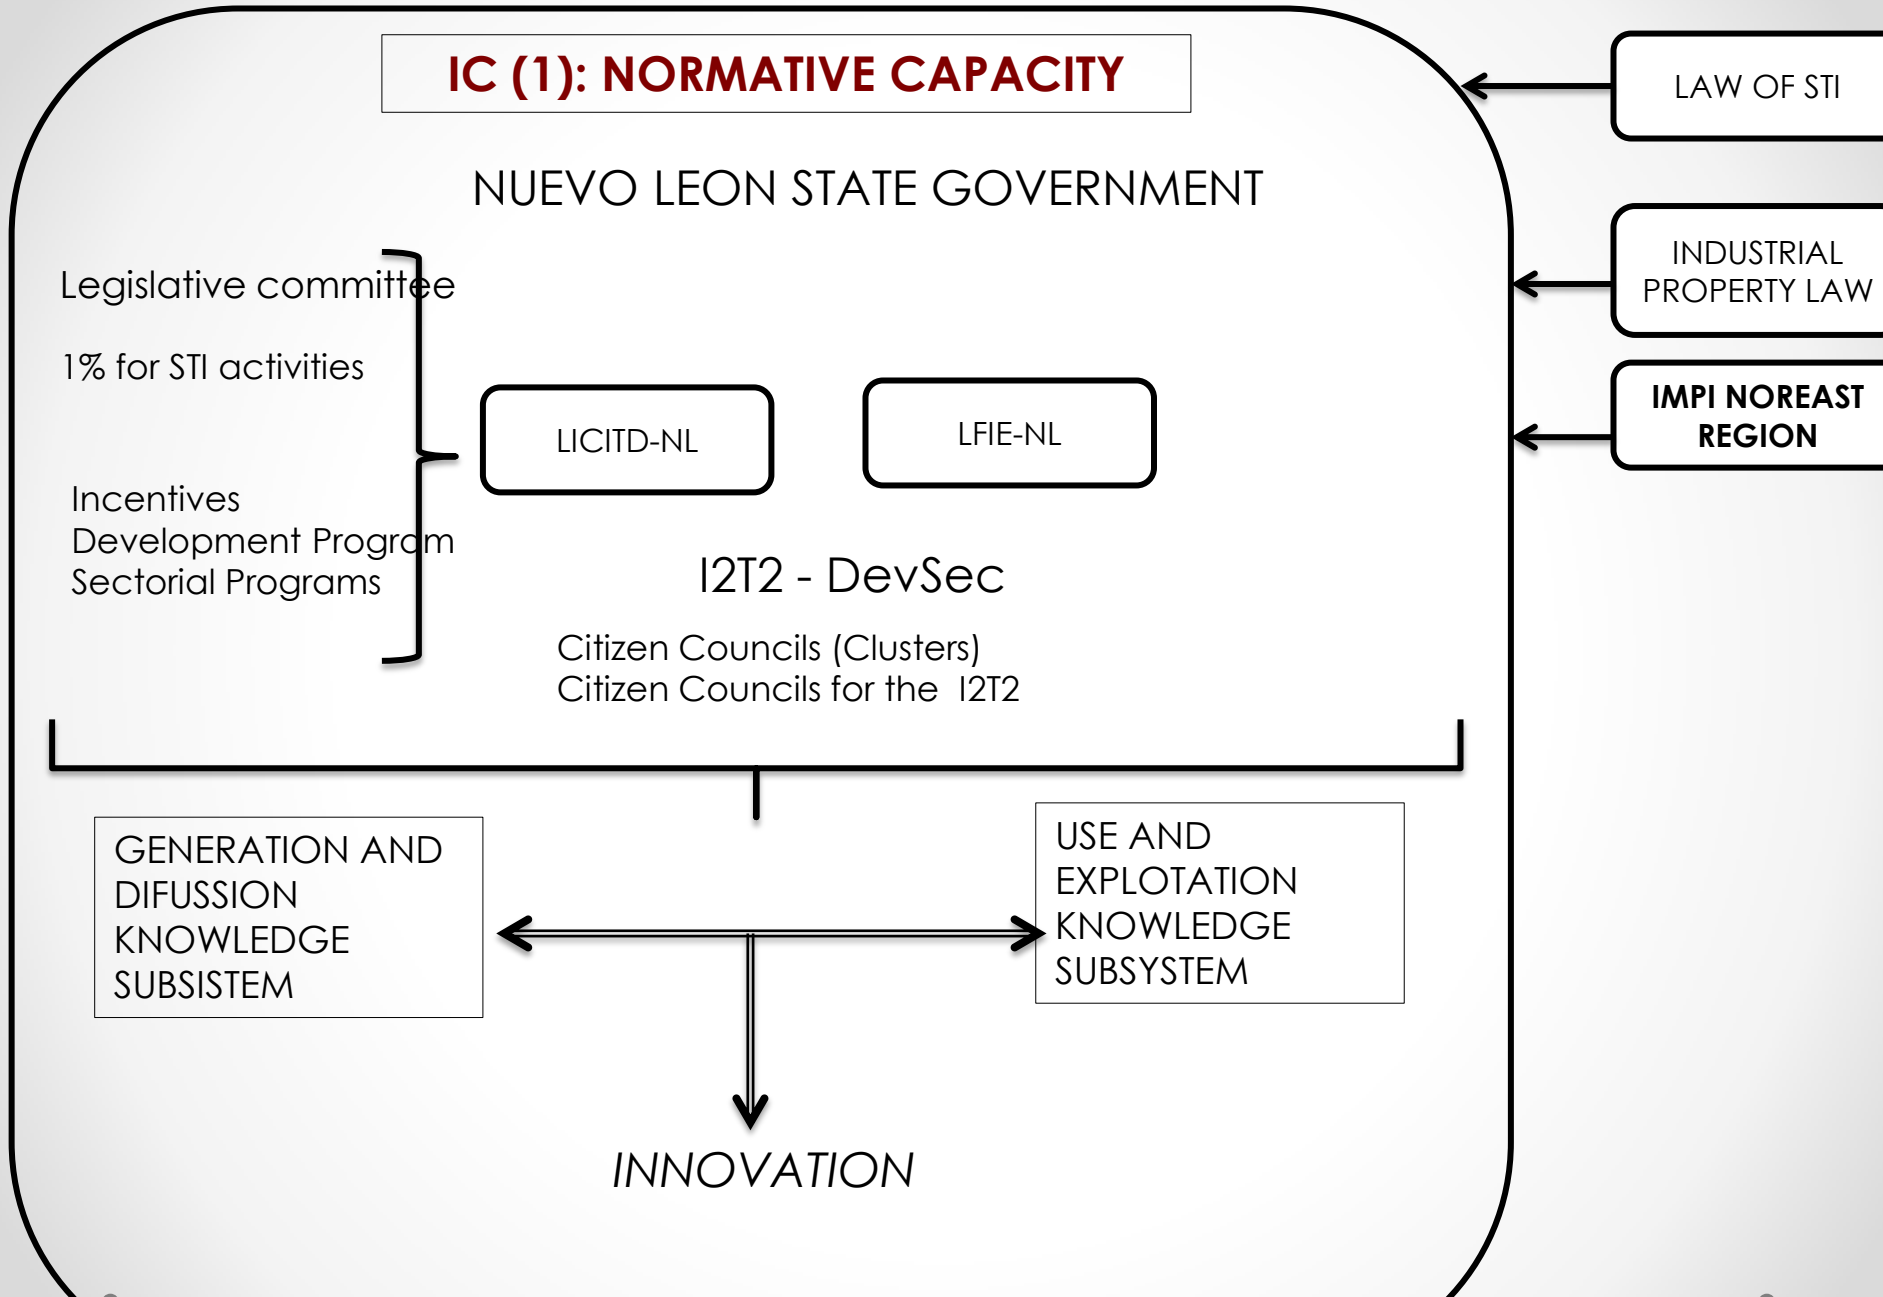 IC (1): NORMATIVE CAPACITY
LAW OF STI
NUEVO LEON STATE GOVERNMENT
INDUSTRIAL
PROPERTY LAW
IMPI NOREAST
REGION
Legislative committee
1% for STI activities
Incentives
Development Program
Sectorial Programs
LICITD-NL
LFIE-NL
I2T2 - DevSec
Citizen Councils (Clusters)
Citizen Councils for the I2T2
GENERATION AND
DIFUSSION
KNOWLEDGE
SUBSISTEM
USE AND
EXPLOTATION
KNOWLEDGE
SUBSYSTEM
INNOVATION